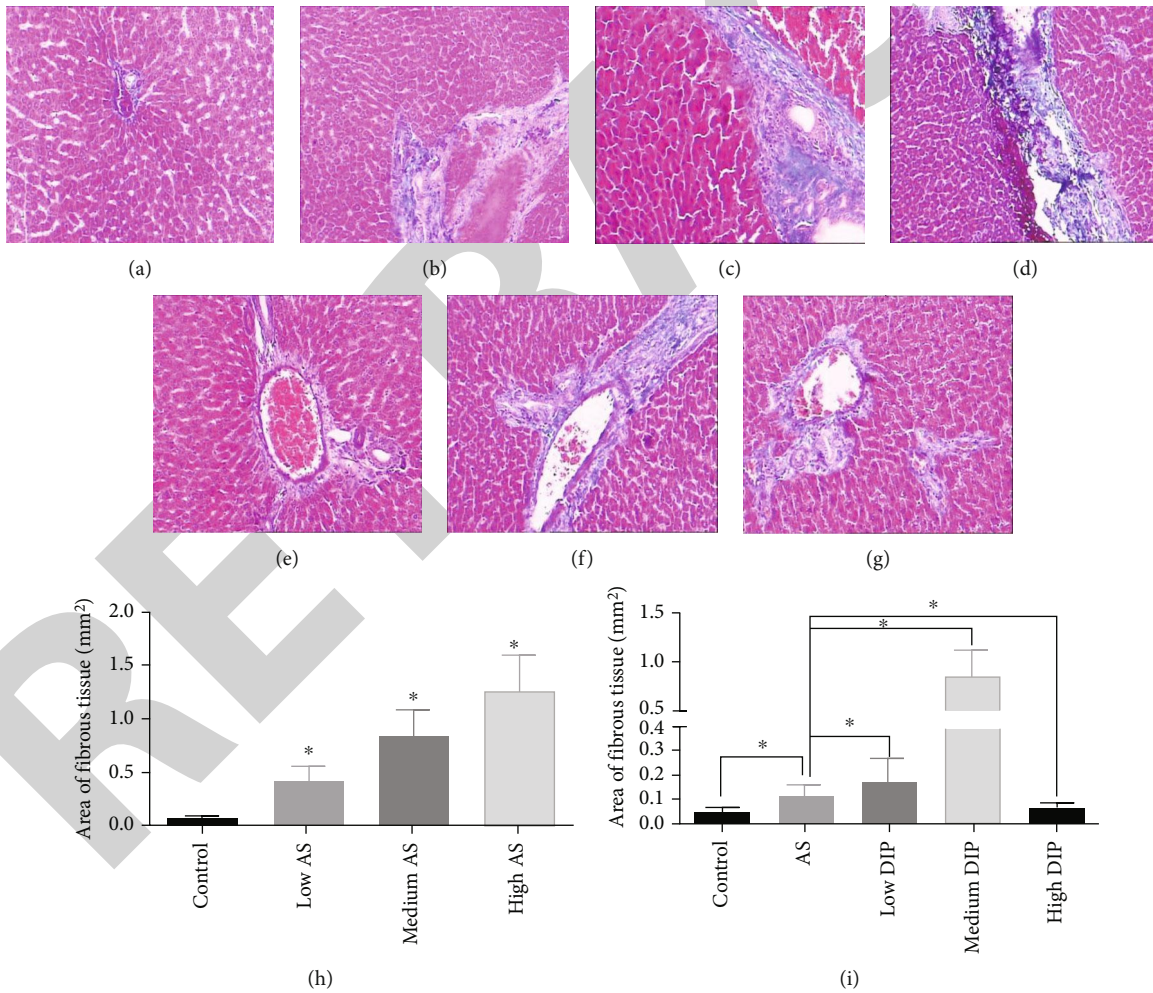 (a)
(b)
(c)
(d)
(e)
(f)
(g)
Area of fibrous tissue (mm²)
2.0
1.5
1.0
0.5
0.0
*
*
*
Control
Low AS
Medium AS
High AS
(h)
Area of fibrous tissue (mm²)
1.5
1.0
0.5
0.4
0.3
0.2
0.1
0.0
*
*
*
*
Control
AS
Low DIP
Medium DIP
High DIP
(i)